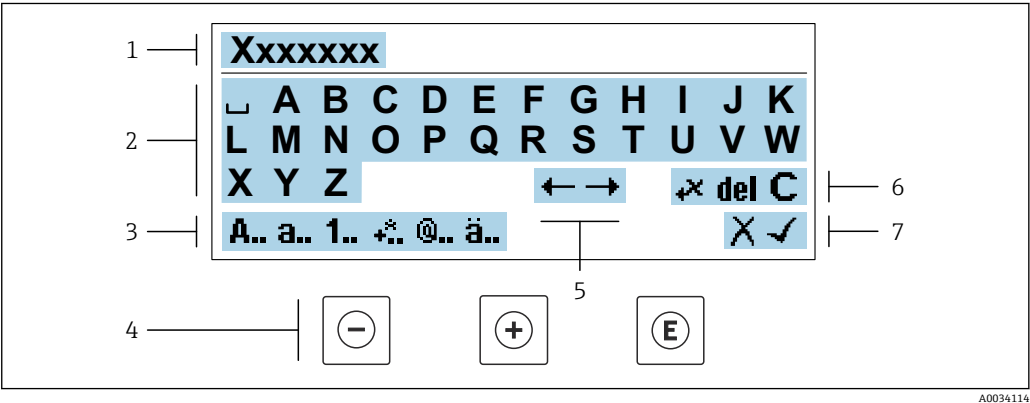 1
Xxxxxxx
2
␣ A B C D E F G H I J K
L M N O P Q R S T U V W
X Y Z ← → +× del C
6
3
A.. a.. 1.. +×.. @.. ä.. X ✓
7
5
4
− + E
A0034114